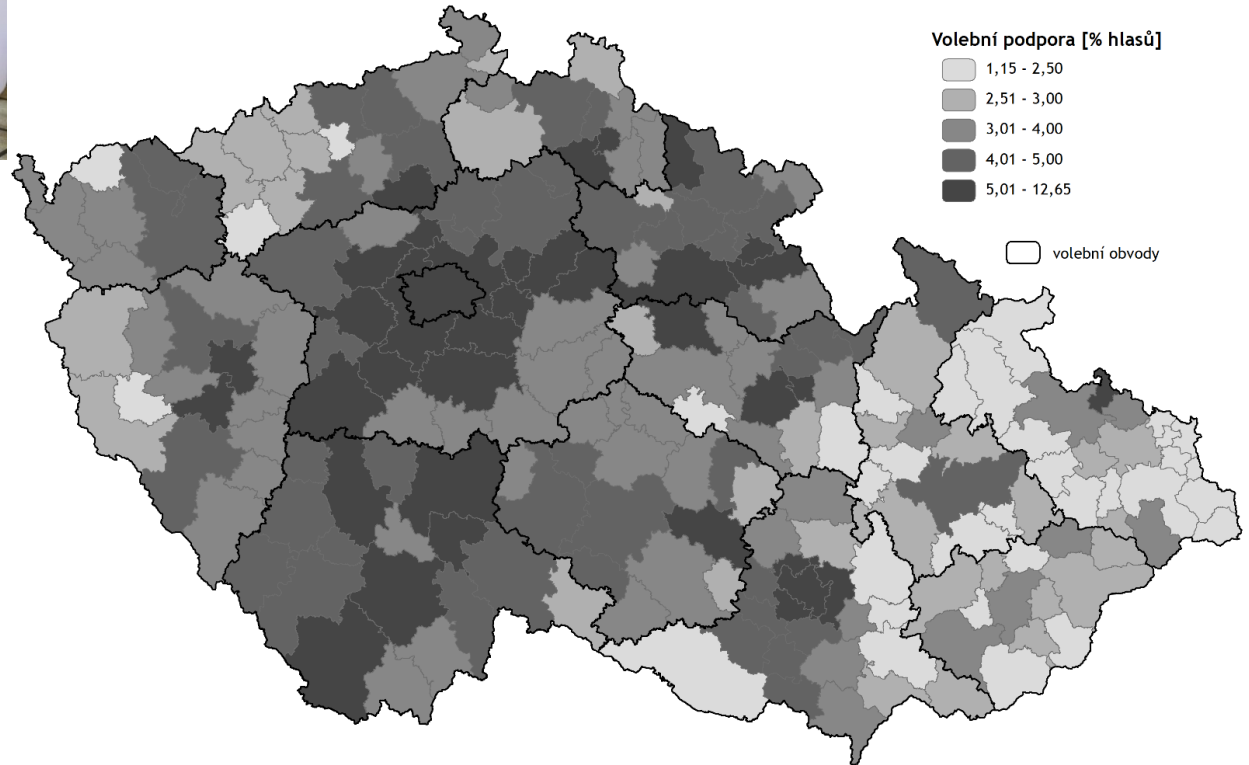 Volební podpora [% hlasů]
1,15 - 2,50
2,51 - 3,00
3,01 - 4,00
4,01 - 5,00
5,01 - 12,65
volební obvody